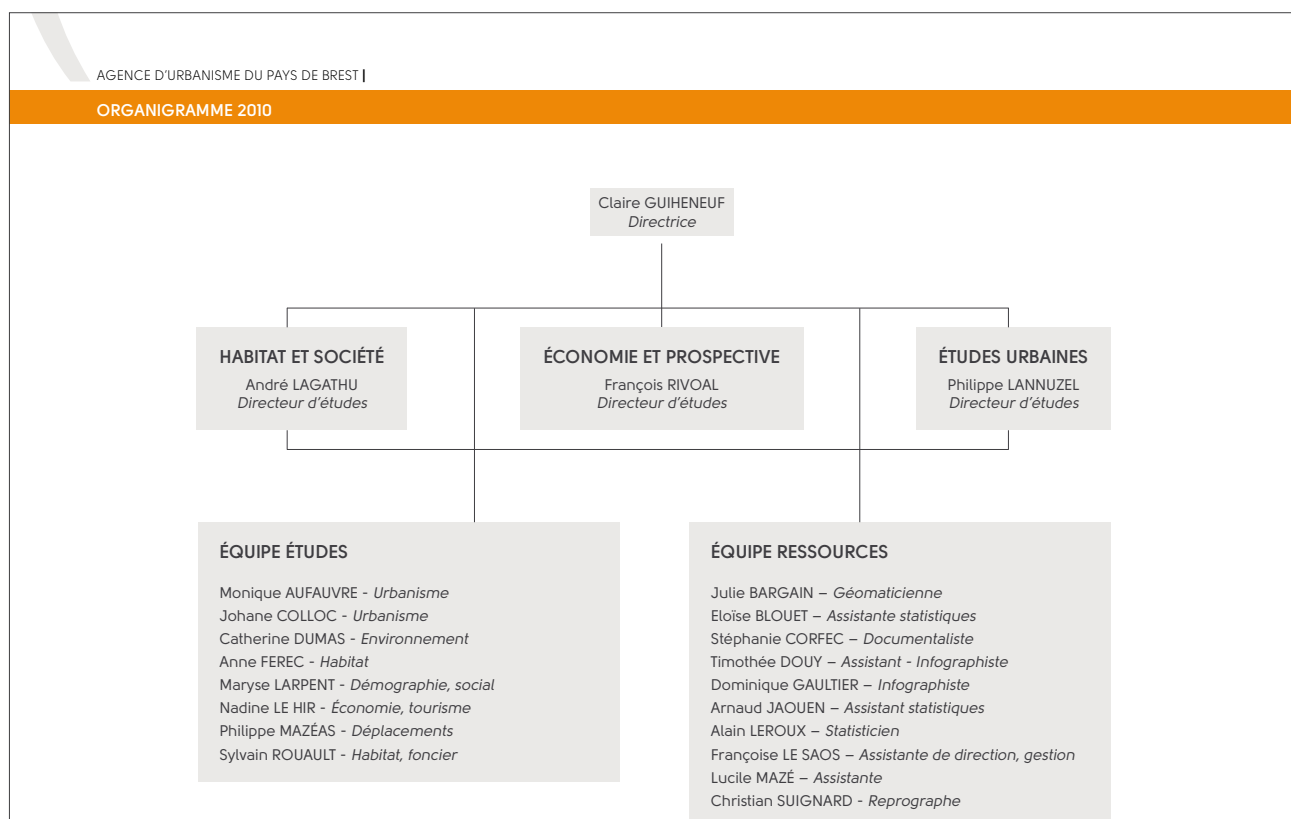 AGENCE D'URBANISME DU PAYS DE BREST |
ORGANIGRAMME 2010
Claire GUIHENEUF
Directrice
HABITAT ET SOCIÉTÉ
André LAGATHU
Directeur d'études
ÉCONOMIE ET PROSPECTIVE
François RIVOAL
Directeur d'études
ÉTUDES URBAINES
Philippe LANNUZEL
Directeur d'études
ÉQUIPE ÉTUDES
Monique AUFAUVRE - Urbanisme
Johane COLLOC - Urbanisme
Catherine DUMAS - Environnement
Anne FEREC - Habitat
Maryse LARPENT - Démographie, social
Nadine LE HIR - Économie, tourisme
Philippe MAZÉAS - Déplacements
Sylvain ROUAULT - Habitat, foncier
ÉQUIPE RESSOURCES
Julie BARGAIN – Géomaticienne
Eloïse BLOUET – Assistante statistiques
Stéphanie CORFEC – Documentaliste
Timothée DOUY – Assistant - Infographiste
Dominique GAULTIER – Infographiste
Arnaud JAOUEN – Assistant statistiques
Alain LEROUX – Statisticien
Françoise LE SAOS – Assistante de direction, gestion
Lucile MAZÉ – Assistante
Christian SUIGNARD - Reprographe